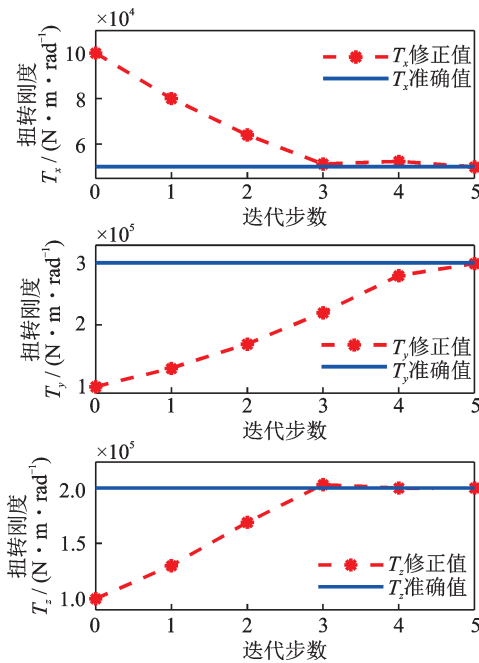 ×10⁴
10
8
6
扭转刚度
Tₓ / (N·m·rad⁻¹)
Tₓ修正值
Tₓ准确值
0 1 2 3 4 5
迭代步数
×10⁵
3
2
1
扭转刚度
T_y / (N·m·rad⁻¹)
T_y修正值
T_y准确值
0 1 2 3 4 5
迭代步数
×10⁵
2.0
1.5
1.0
扭转刚度
T_z / (N·m·rad⁻¹)
T_z修正值
T_z准确值
0 1 2 3 4 5
迭代步数